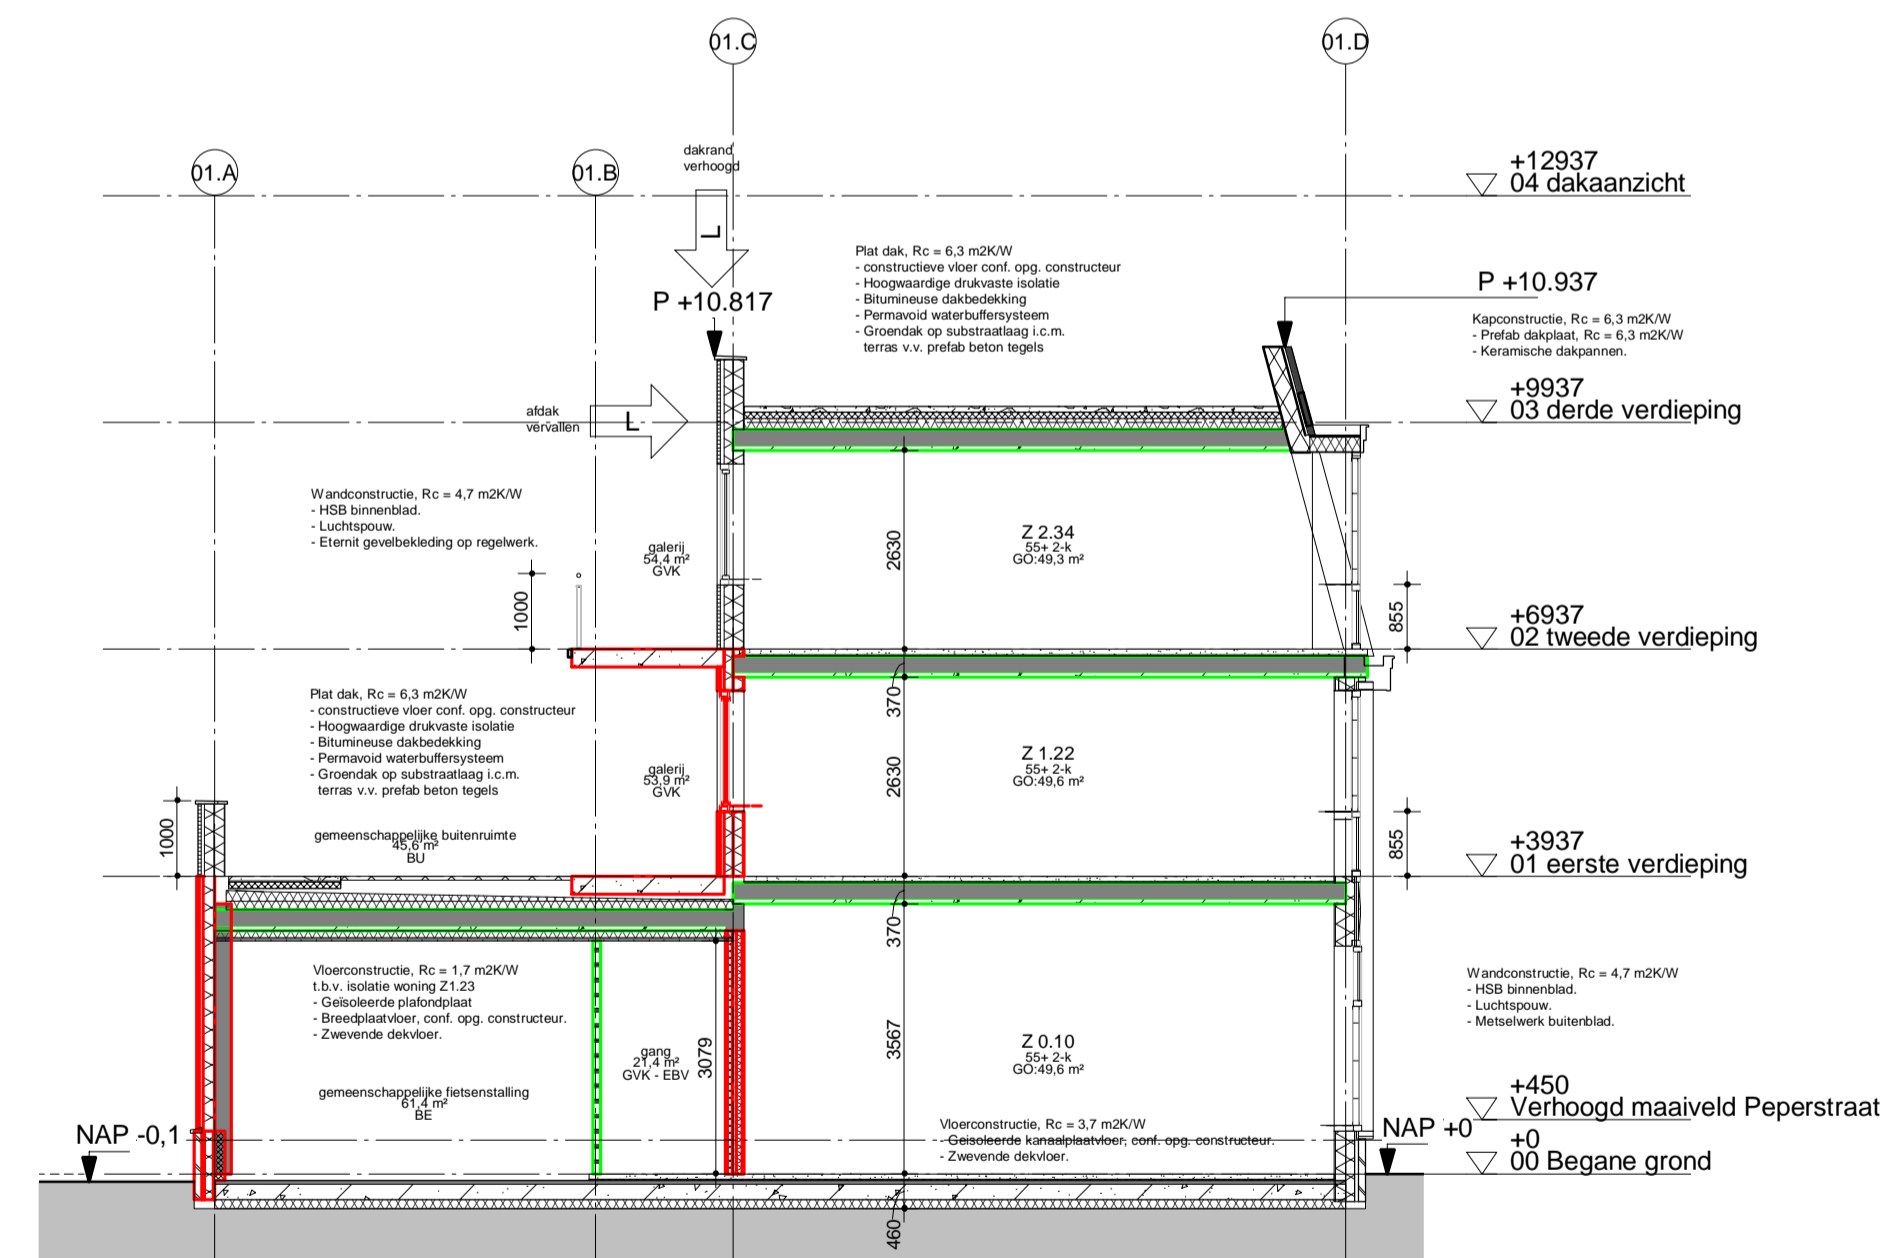 01.C
01.D
01.A
01.B
dakrand
verhoogd
+12937
04 dakaanzicht
L
P +10.817
Plat dak, Rc = 6,3 m2K/W
- constructieve vloer conf. opg. constructeur
- Hoogwaardige drukvaste isolatie
- Bitumineuse dakbedekking
- Permavoid waterbuffersysteem
- Groendak op substraatlaag i.c.m.
terras v.v. prefab beton tegels
P +10.937
Kapconstructie, Rc = 6,3 m2K/W
- Prefab dakplaat, Rc = 6,3 m2K/W
- Keramische dakpannen.
+9937
03 derde verdieping
afdak
vervallen
L
Wandconstructie, Rc = 4,7 m2K/W
- HSB binnenblad.
- Luchtspouw.
- Eternit gevelbekleding op regelwerk.
galerij
54,4 m²
GVK
2630
Z 2.34
55+ 2-k
GO:49,3 m²
1000
855
+6937
02 tweede verdieping
Plat dak, Rc = 6,3 m2K/W
- constructieve vloer conf. opg. constructeur
- Hoogwaardige drukvaste isolatie
- Bitumineuse dakbedekking
- Permavoid waterbuffersysteem
- Groendak op substraatlaag i.c.m.
terras v.v. prefab beton tegels
370
galerij
53,9 m²
GVK
2630
Z 1.22
55+ 2-k
GO:49,6 m²
1000
gemeenschappelijke buitenruimte
45,6 m²
BU
855
+3937
01 eerste verdieping
370
Vloerconstructie, Rc = 1,7 m2K/W
t.b.v. isolatie woning Z1.23
- Geïsoleerde plafondplaat
- Breedplaatvloer, conf. opg. constructeur.
- Zwevende dekvloer.
Wandconstructie, Rc = 4,7 m2K/W
- HSB binnenblad.
- Luchtspouw.
- Metselwerk buitenblad.
gang
21,4 m²
GVK - EBV
3079
3567
Z 0.10
55+ 2-k
GO:49,6 m²
gemeenschappelijke fietsenstalling
61,4 m²
BE
+450
Verhoogd maaiveld Peperstraat
NAP -0,1
Vloerconstructie, Rc = 3,7 m2K/W
- Geisoleerde kanaalplaatvloer, conf. opg. constructeur.
- Zwevende dekvloer.
NAP +0
+0
00 Begane grond
460